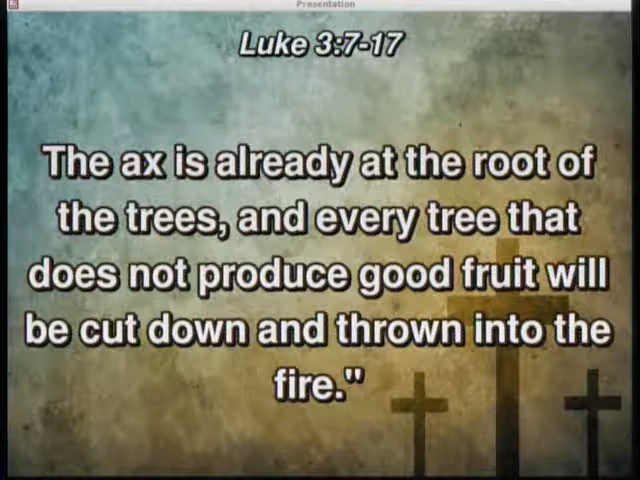 Presentation
Luke 3:7-17
The ax is already at the root of
the trees, and every tree that
does not produce good fruit will
be cut down and thrown into the
fire."